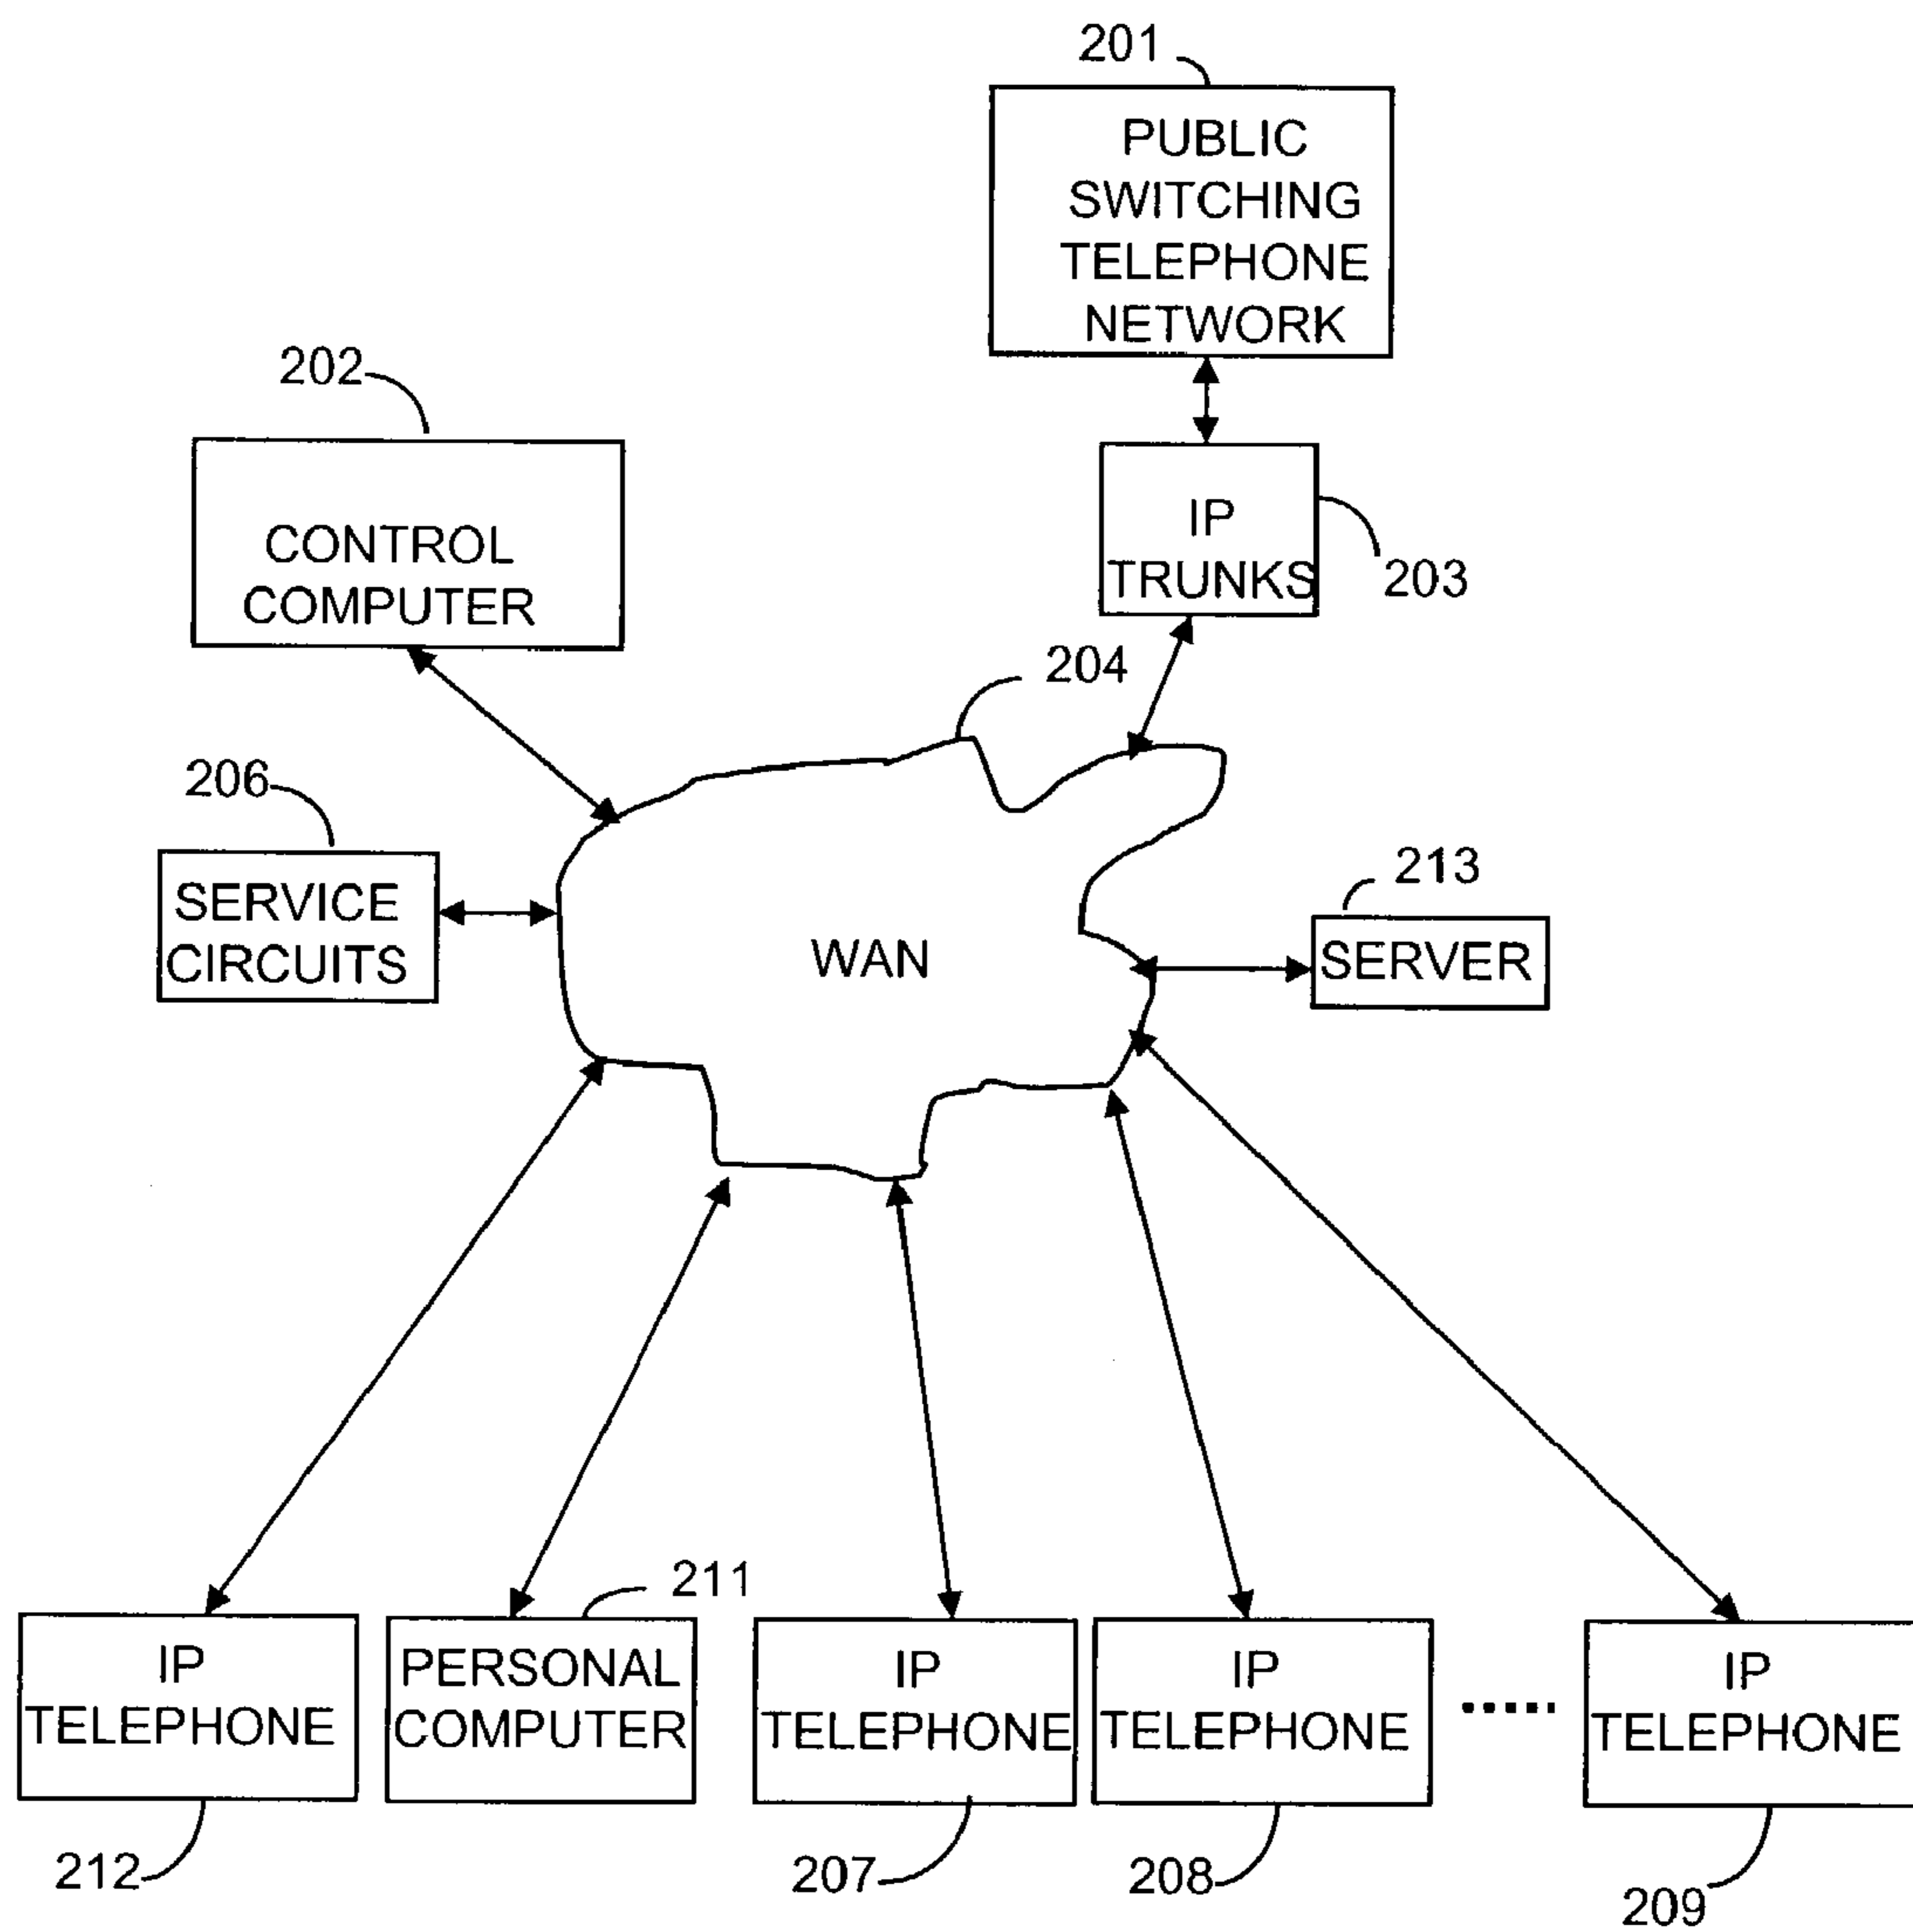 201
PUBLIC
SWITCHING
TELEPHONE
NETWORK
202
CONTROL
COMPUTER
IP
TRUNKS
203
204
206
SERVICE
CIRCUITS
WAN
213
SERVER
211
IP
TELEPHONE
PERSONAL
COMPUTER
IP
TELEPHONE
IP
TELEPHONE
.....
IP
TELEPHONE
212
207
208
209